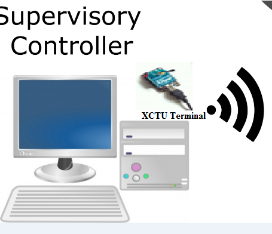 Supervisory
Controller
XCTU Terminal